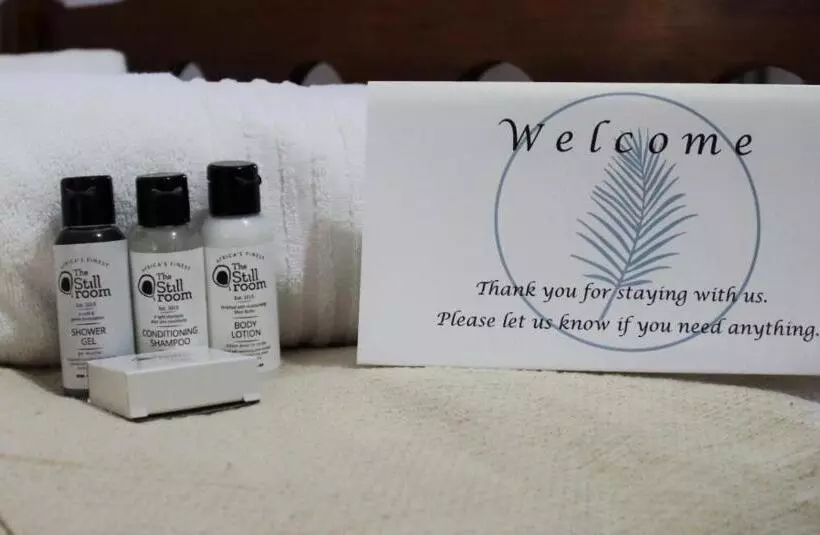 AFRICA'S FINEST
The
Still
room
Est. 2015
SHOWER
GEL
AFRICA'S FINEST
The
Still
room
CONDITIONING
SHAMPOO
AFRICA'S FINEST
The
Still
room
Est. 2015
BODY
LOTION
Welcome
Thank you for staying with us.
Please let us know if you need anything.